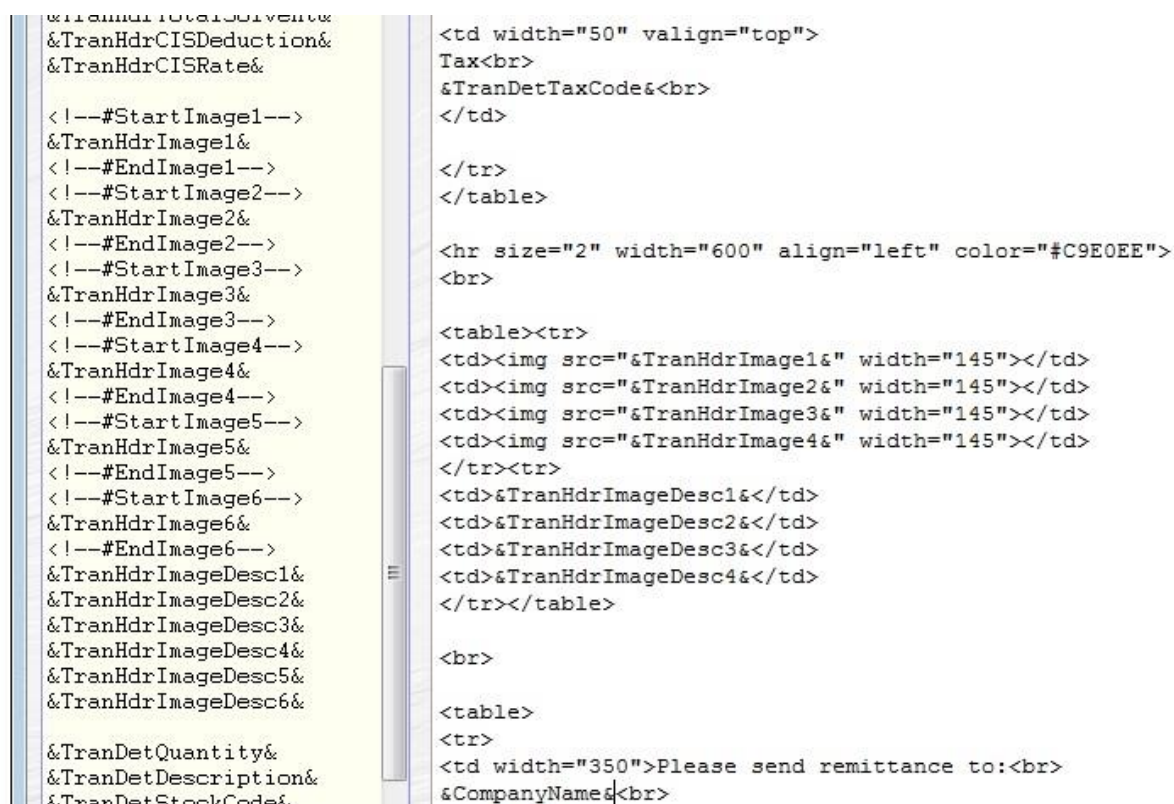 &TranHdrTotalSolvent&
&TranHdrCISDeduction&
&TranHdrCISRate&
<!--#StartImage1-->
&TranHdrImage1&
<!--#EndImage1-->
<!--#StartImage2-->
&TranHdrImage2&
<!--#EndImage2-->
<!--#StartImage3-->
&TranHdrImage3&
<!--#EndImage3-->
<!--#StartImage4-->
&TranHdrImage4&
<!--#EndImage4-->
<!--#StartImage5-->
&TranHdrImage5&
<!--#EndImage5-->
<!--#StartImage6-->
&TranHdrImage6&
<!--#EndImage6-->
&TranHdrImageDesc1&
&TranHdrImageDesc2&
&TranHdrImageDesc3&
&TranHdrImageDesc4&
&TranHdrImageDesc5&
&TranHdrImageDesc6&
&TranDetQuantity&
&TranDetDescription&
&TranDetStockCode&
<td width="50" valign="top">
Tax<br>
&TranDetTaxCode&<br>
</td>
</tr>
</table>
<hr size="2" width="600" align="left" color="#C9E0EE">
<br>
<table><tr>
<td><img src="&TranHdrImage1&" width="145"></td>
<td><img src="&TranHdrImage2&" width="145"></td>
<td><img src="&TranHdrImage3&" width="145"></td>
<td><img src="&TranHdrImage4&" width="145"></td>
</tr><tr>
<td>&TranHdrImageDesc1&</td>
<td>&TranHdrImageDesc2&</td>
<td>&TranHdrImageDesc3&</td>
<td>&TranHdrImageDesc4&</td>
</tr></table>
<br>
<table>
<tr>
<td width="350">Please send remittance to:<br>
&CompanyName&<br>